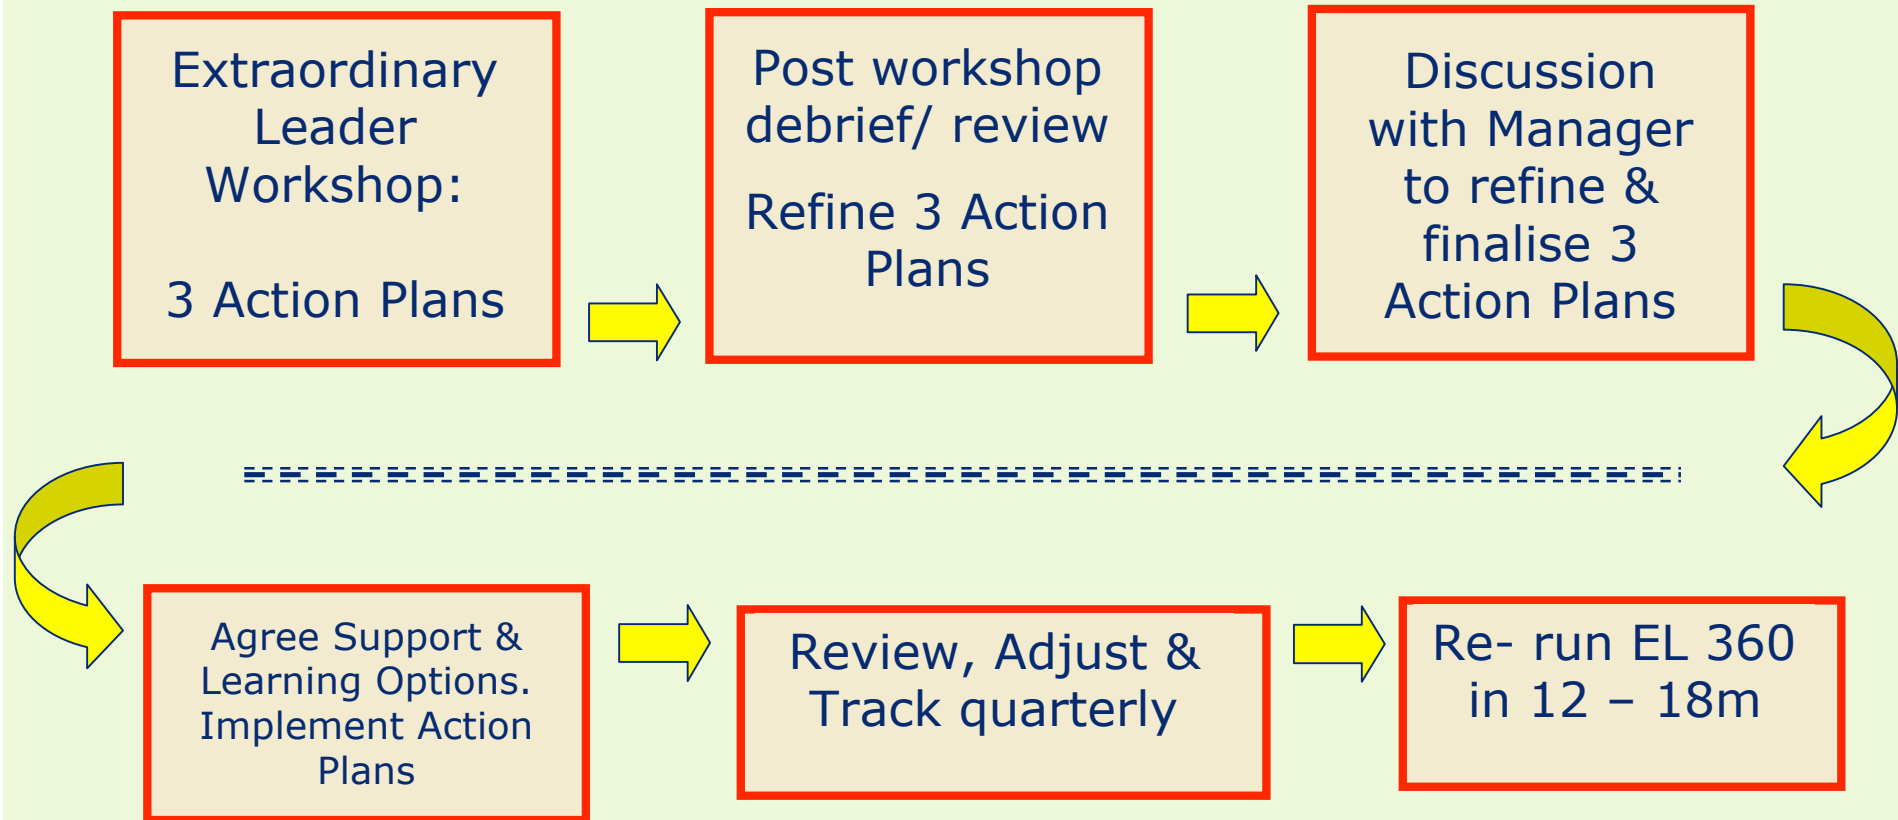 Extraordinary
Leader
Workshop:
3 Action Plans
Post workshop
debrief/ review
Refine 3 Action
Plans
Discussion
with Manager
to refine &
finalise 3
Action Plans
Agree Support &
Learning Options.
Implement Action
Plans
Review, Adjust &
Track quarterly
Re- run EL 360
in 12 – 18m